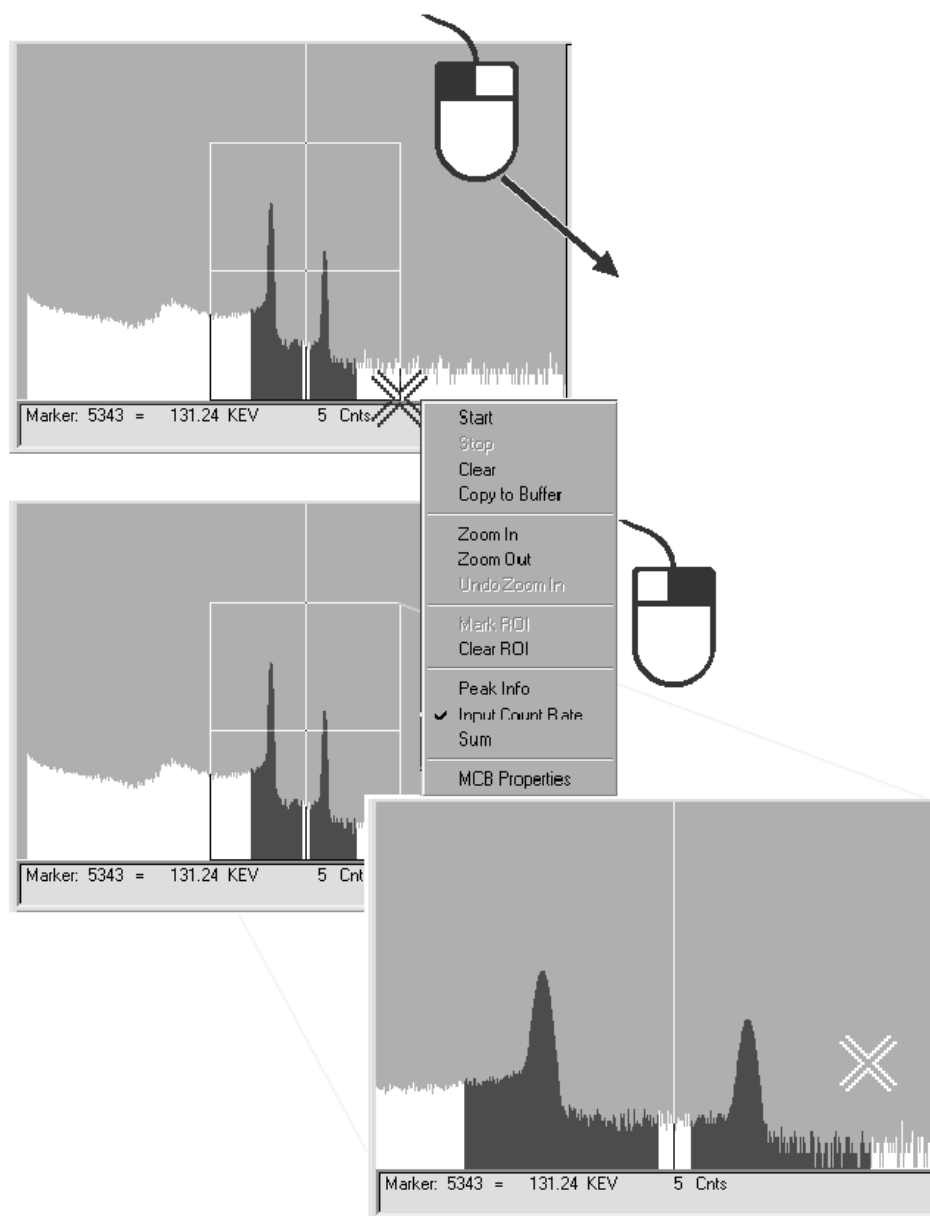 Marker: 5343 = 131.24 KEV 5 Cnts
Start
Stop
Clear
Copy to Buffer
Zoom In
Zoom Out
Undo Zoom In
Mark ROI
Clear ROI
Peak Info
✔ Input Count Rate
Sum
MCB Properties
Marker: 5343 = 131.24 KEV 5 Cnt
Marker: 5343 = 131.24 KEV 5 Cnts